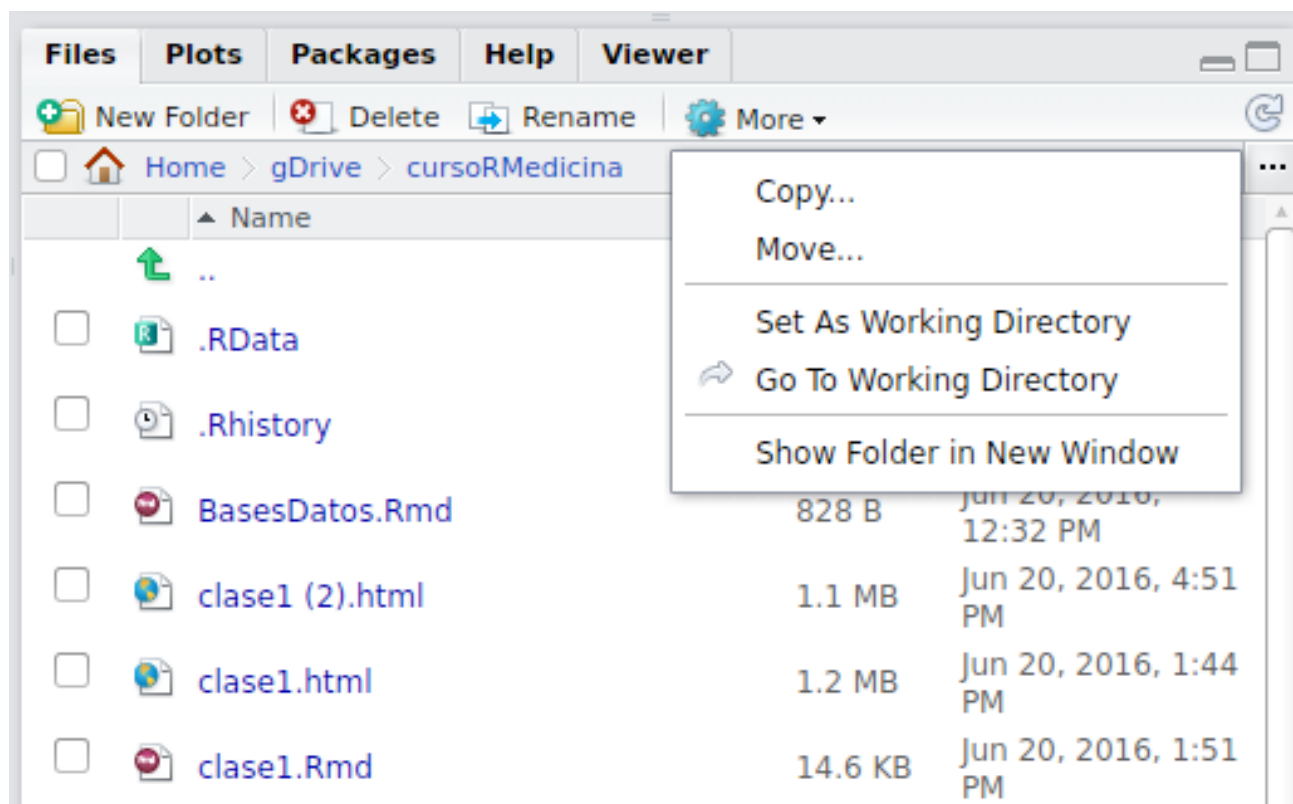 Files Plots Packages Help Viewer
New Folder Delete Rename More
Home gDrive cursoRMedicina ...
Name
Copy...
Move...
Set As Working Directory
Go To Working Directory
Show Folder in New Window
..
.RData
.Rhistory
BasesDatos.Rmd 828 B Jun 20, 2016,
12:32 PM
clase1 (2).html 1.1 MB Jun 20, 2016, 4:51
PM
clase1.html 1.2 MB Jun 20, 2016, 1:44
PM
clase1.Rmd 14.6 KB Jun 20, 2016, 1:51
PM